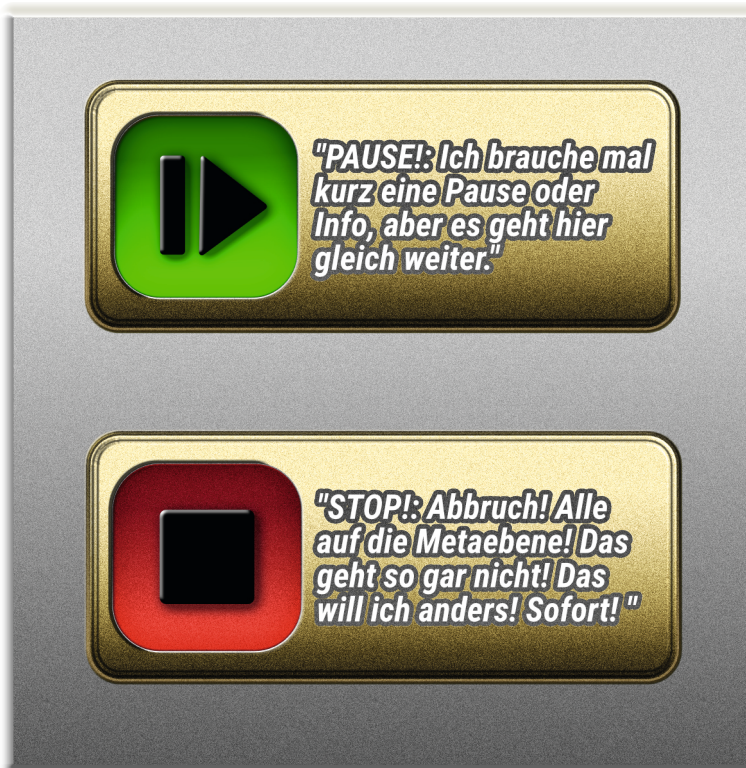 "PAUSE!: Ich brauche mal
kurz eine Pause oder
Info, aber es geht hier
gleich weiter."
"STOP!: Abbruch! Alle
auf die Metaebene! Das
geht so gar nicht! Das
will ich anders! Sofort! "